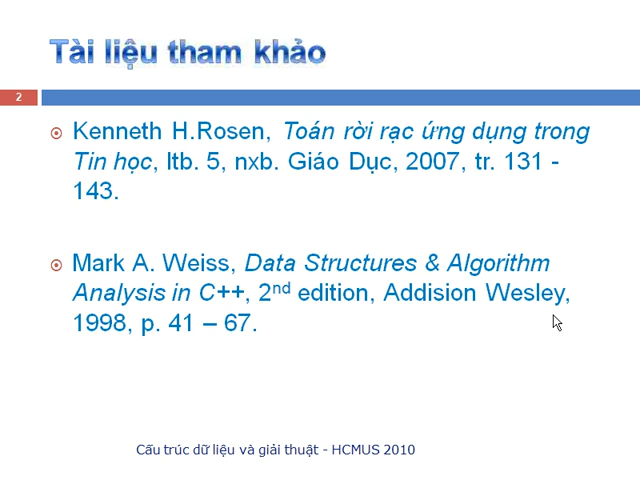 Tài liệu tham khảo
2
Kenneth H.Rosen, Toán rời rạc ứng dụng trong
Tin học, ltb. 5, nxb. Giáo Dục, 2007, tr. 131 -
143.
Mark A. Weiss, Data Structures & Algorithm
Analysis in C++, 2nd edition, Addision Wesley,
1998, p. 41 – 67.
Cấu trúc dữ liệu và giải thuật - HCMUS 2010